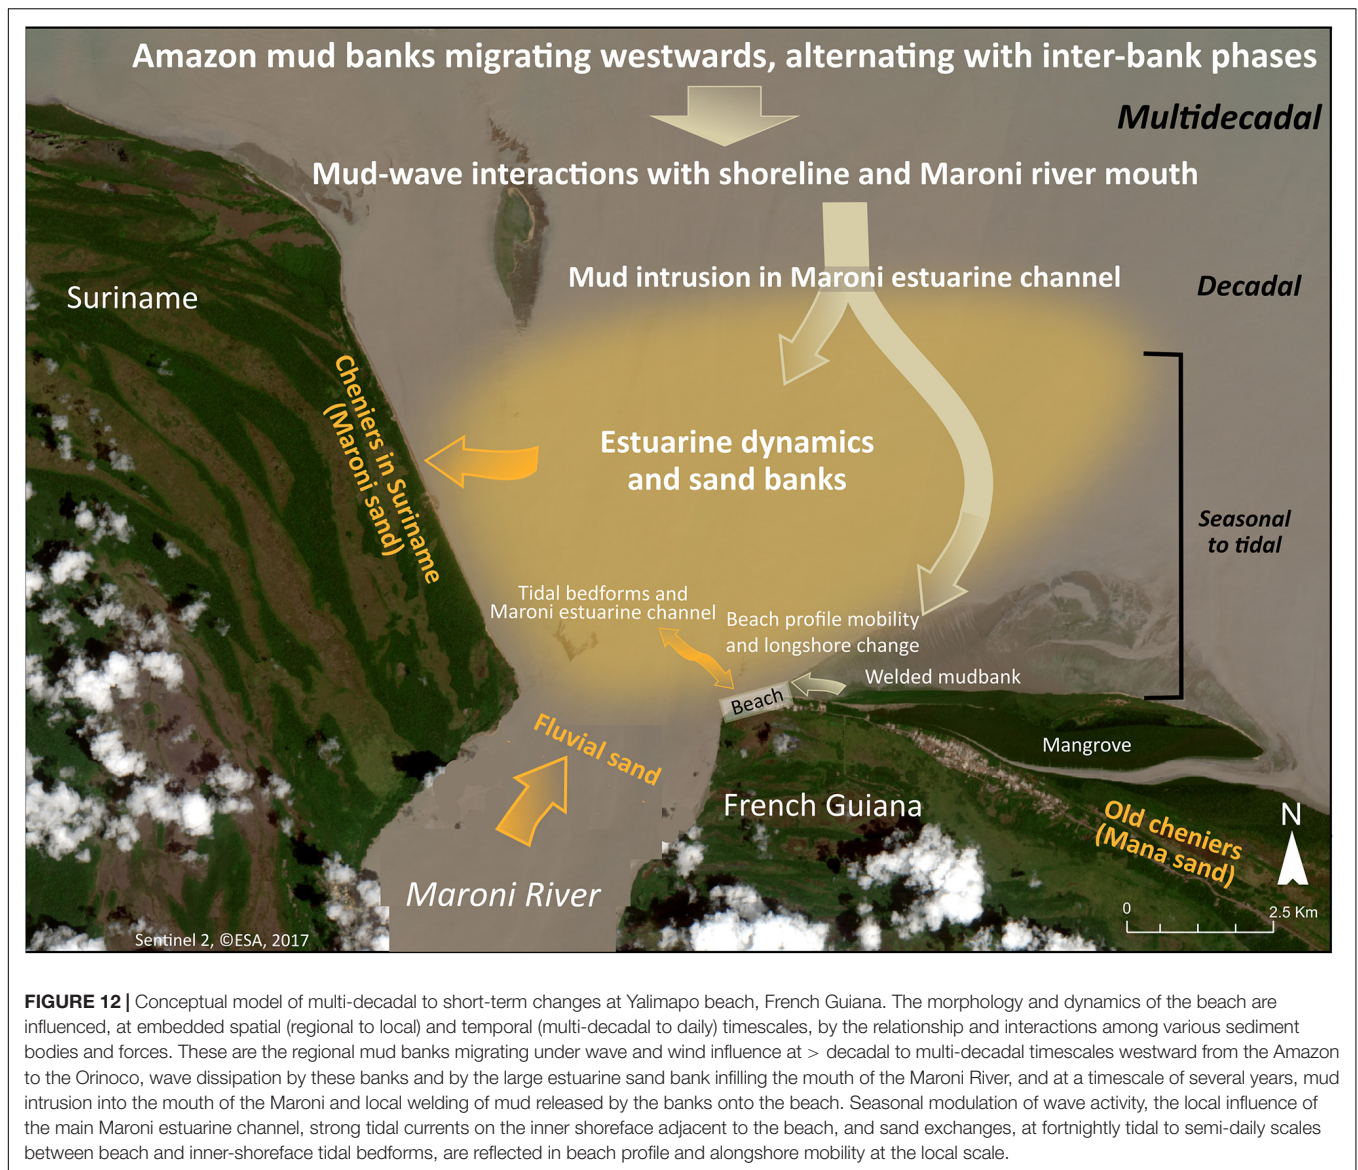 Amazon mud banks migrating westwards, alternating with inter-bank phases
Multidecadal
Mud-wave interactions with shoreline and Maroni river mouth
Mud intrusion in Maroni estuarine channel
Decadal
Suriname
Cheniers in Suriname
(Maroni sand)
Estuarine dynamics
and sand banks
Seasonal
to tidal
Tidal bedforms and
Maroni estuarine channel
Beach profile mobility
and longshore change
Welded mudbank
Beach
Fluvial sand
Mangrove
French Guiana
Old cheniers
(Mana sand)
N
Maroni River
0 2.5 Km
Sentinel 2, ©ESA, 2017
FIGURE 12 | Conceptual model of multi-decadal to short-term changes at Yalimapo beach, French Guiana. The morphology and dynamics of the beach are
influenced, at embedded spatial (regional to local) and temporal (multi-decadal to daily) timescales, by the relationship and interactions among various sediment
bodies and forces. These are the regional mud banks migrating under wave and wind influence at > decadal to multi-decadal timescales westward from the Amazon
to the Orinoco, wave dissipation by these banks and by the large estuarine sand bank infilling the mouth of the Maroni River, and at a timescale of several years, mud
intrusion into the mouth of the Maroni and local welding of mud released by the banks onto the beach. Seasonal modulation of wave activity, the local influence of
the main Maroni estuarine channel, strong tidal currents on the inner shoreface adjacent to the beach, and sand exchanges, at fortnightly tidal to semi-daily scales
between beach and inner-shoreface tidal bedforms, are reflected in beach profile and alongshore mobility at the local scale.